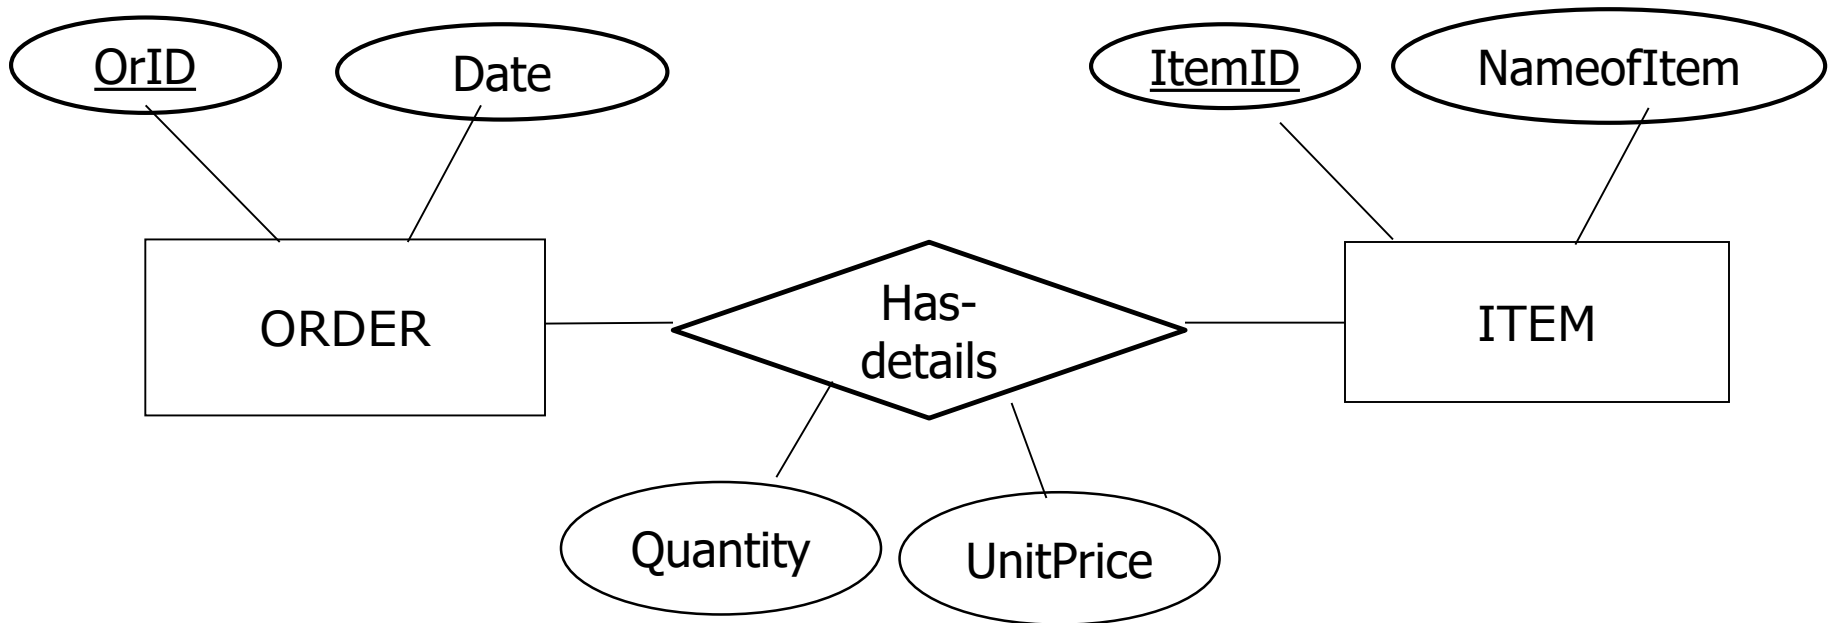 OrID
Date
ItemID
NameofItem
ORDER
Has-
details
ITEM
Quantity
UnitPrice